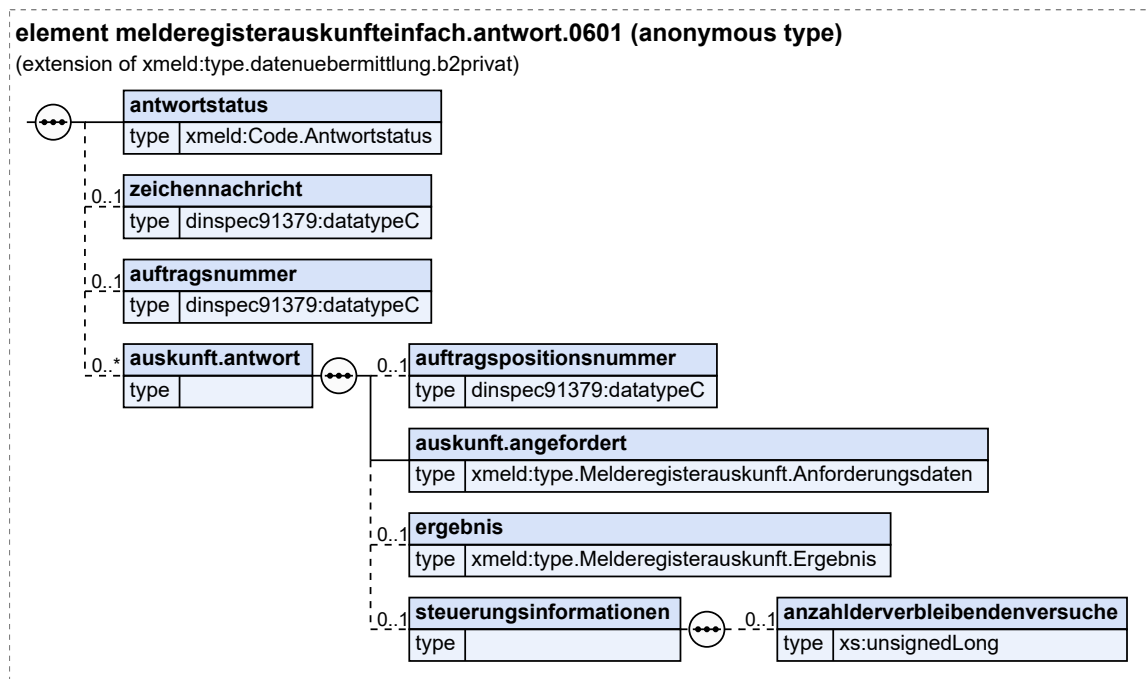 element melderegisterauskunfteinfach.antwort.0601 (anonymous type)
(extension of xmeld:type.datenuebermittlung.b2privat)
antwortstatus
type xmeld:Code.Antwortstatus
0..1 zeichennachricht
type dinspec91379:datatypeC
0..1 auftragsnummer
type dinspec91379:datatypeC
0..* auskunft.antwort
type
0..1 auftragspositionsnummer
type dinspec91379:datatypeC
auskunft.angefordert
type xmeld:type.Melderegisterauskunft.Anforderungsdaten
0..1 ergebnis
type xmeld:type.Melderegisterauskunft.Ergebnis
0..1 steuerungsinformationen
type
0..1 anzahlderverbleibendenversuche
type xs:unsignedLong